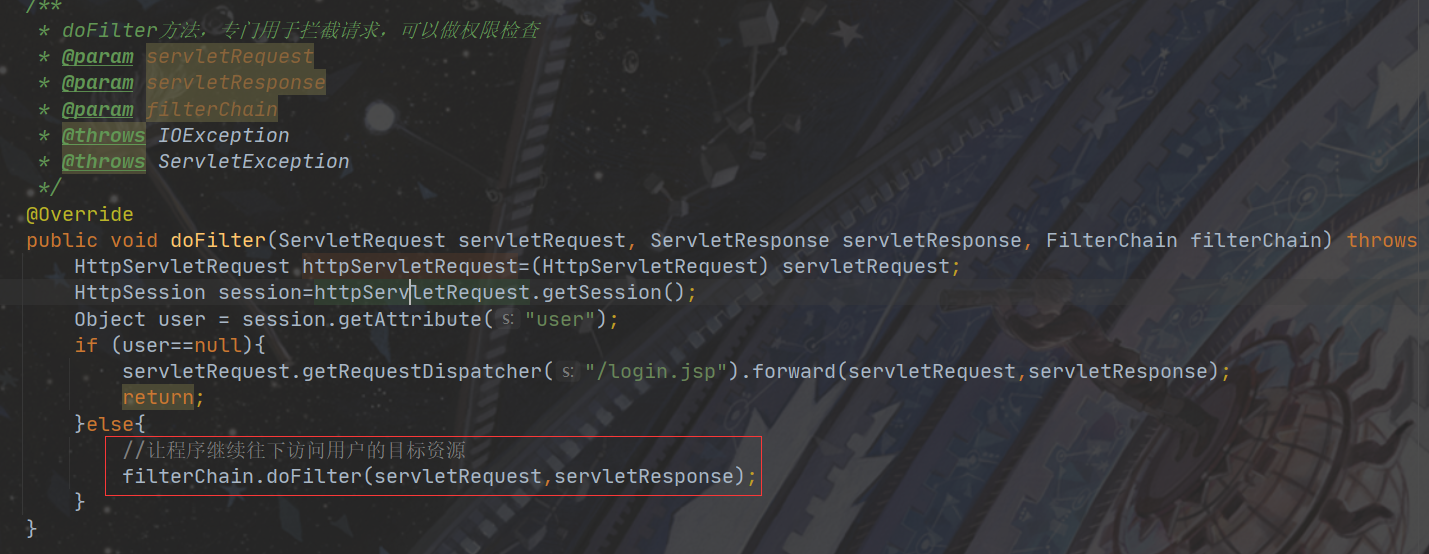 /**
 * doFilter方法，专门用于拦截请求，可以做权限检查
 * @param servletRequest
 * @param servletResponse
 * @param filterChain
 * @throws IOException
 * @throws ServletException
 */
@Override
public void doFilter(ServletRequest servletRequest, ServletResponse servletResponse, FilterChain filterChain) throws
    HttpServletRequest httpServletRequest=(HttpServletRequest) servletRequest;
    HttpSession session=httpServletRequest.getSession();
    Object user = session.getAttribute( s: "user");
    if (user==null){
        servletRequest.getRequestDispatcher( s: "/login.jsp").forward(servletRequest,servletResponse);
        return;
    }else{
        //让程序继续往下访问用户的目标资源
        filterChain.doFilter(servletRequest,servletResponse);
    }
}